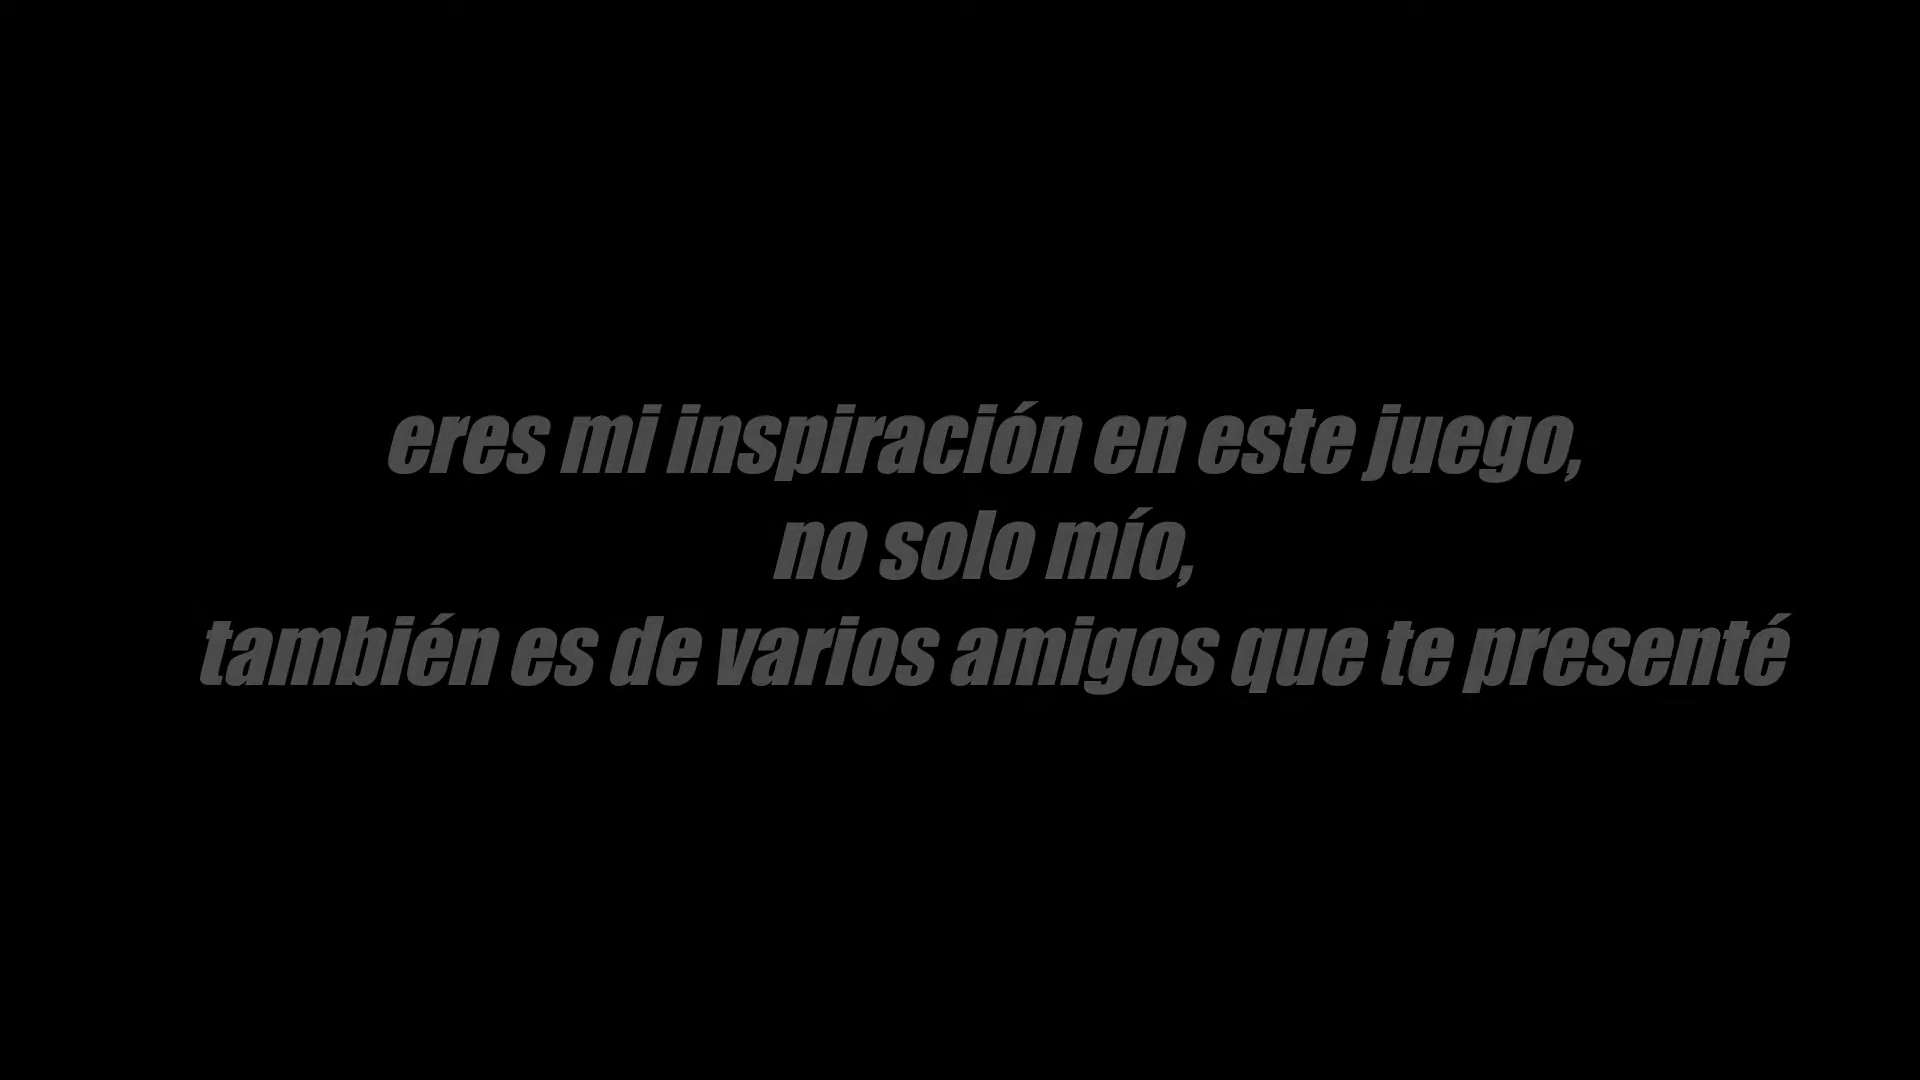 eres mi inspiración en este juego,
no solo mío,
también es de varios amigos que te presenté